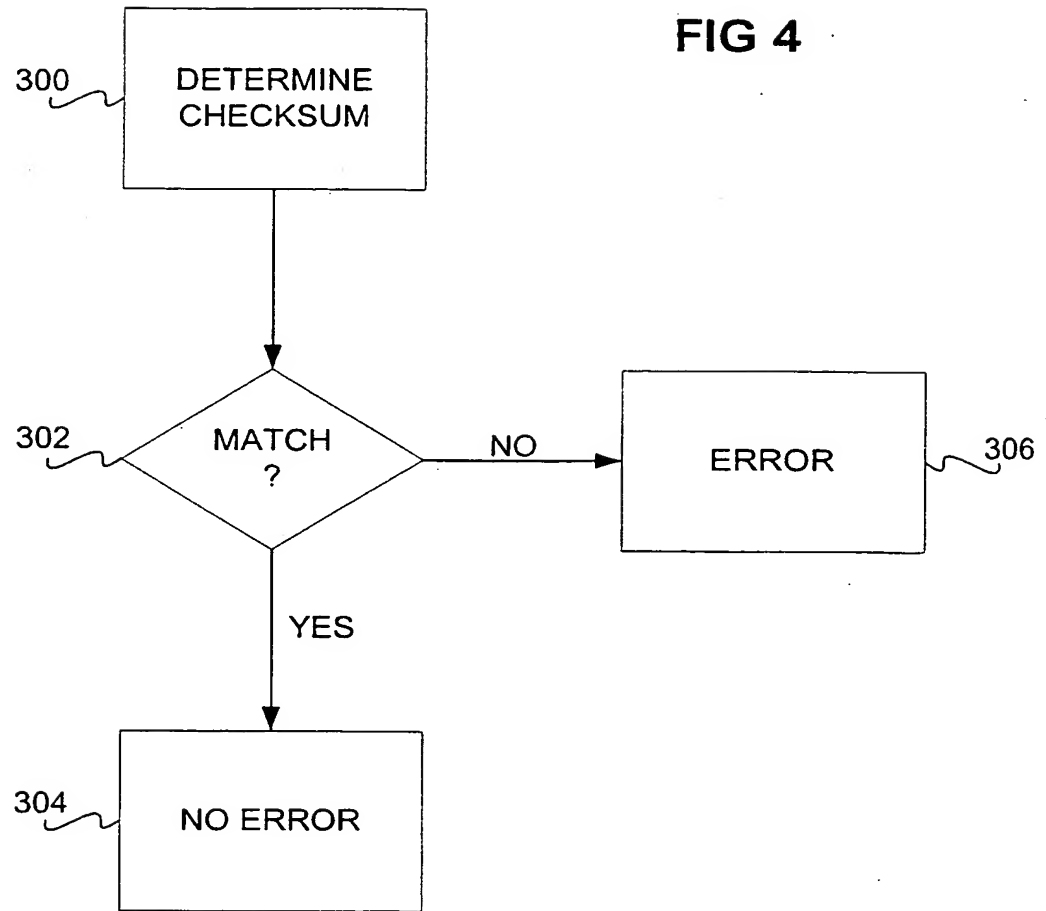 FIG 4
300
DETERMINE
CHECKSUM
302
MATCH
?
NO
ERROR
306
YES
304
NO ERROR